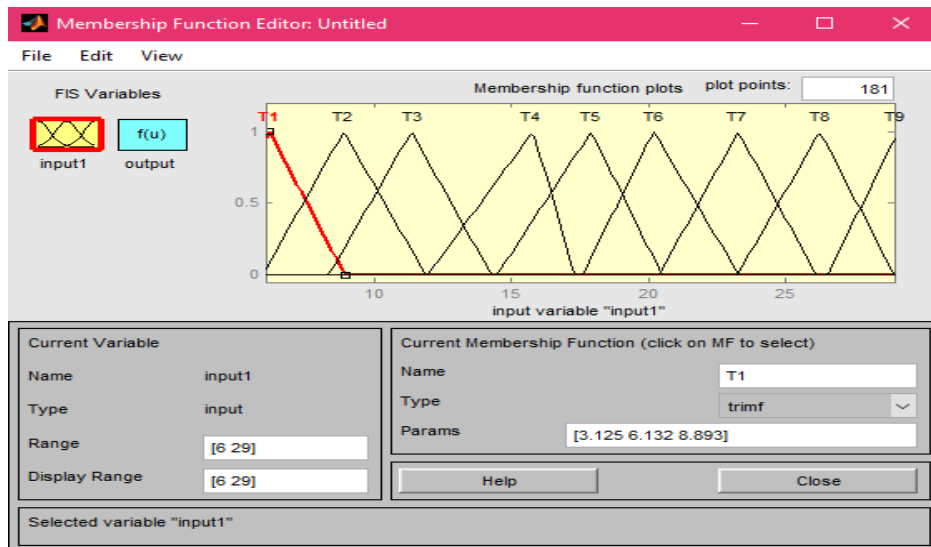 Membership Function Editor: Untitled
File Edit View
FIS Variables
f(u)
input1 output
Membership function plots plot points: 181
T1 T2 T3 T4 T5 T6 T7 T8 T9
1
0.5
0
10 15 20 25
input variable "input1"
Current Variable
Name input1
Type input
Range [6 29]
Display Range [6 29]
Current Membership Function (click on MF to select)
Name T1
Type trimf
Params [3.125 6.132 8.893]
Help Close
Selected variable "input1"